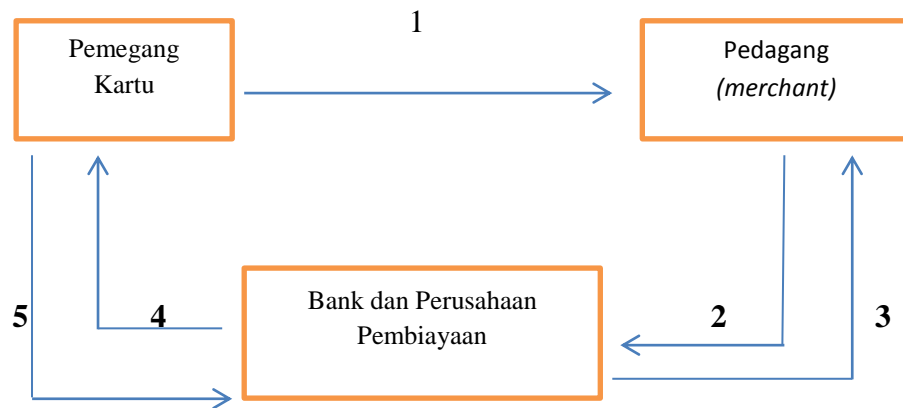 1
Pemegang
Kartu
Pedagang
(merchant)
5
4
Bank dan Perusahaan
Pembiayaan
2
3